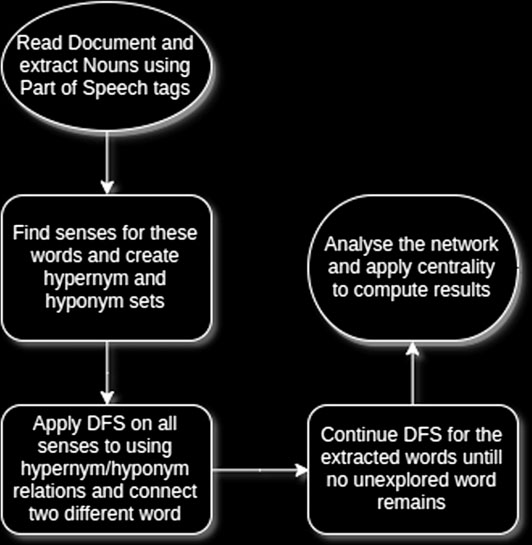 Read Document and
extract Nouns using
Part of Speech tags
Find senses for these
words and create
hypernym and
hyponym sets
Apply DFS on all
senses to using
hypernym/hyponym
relations and connect
two different word
Continue DFS for the
extracted words untill
no unexplored word
remains
Analyse the network
and apply centrality
to compute results